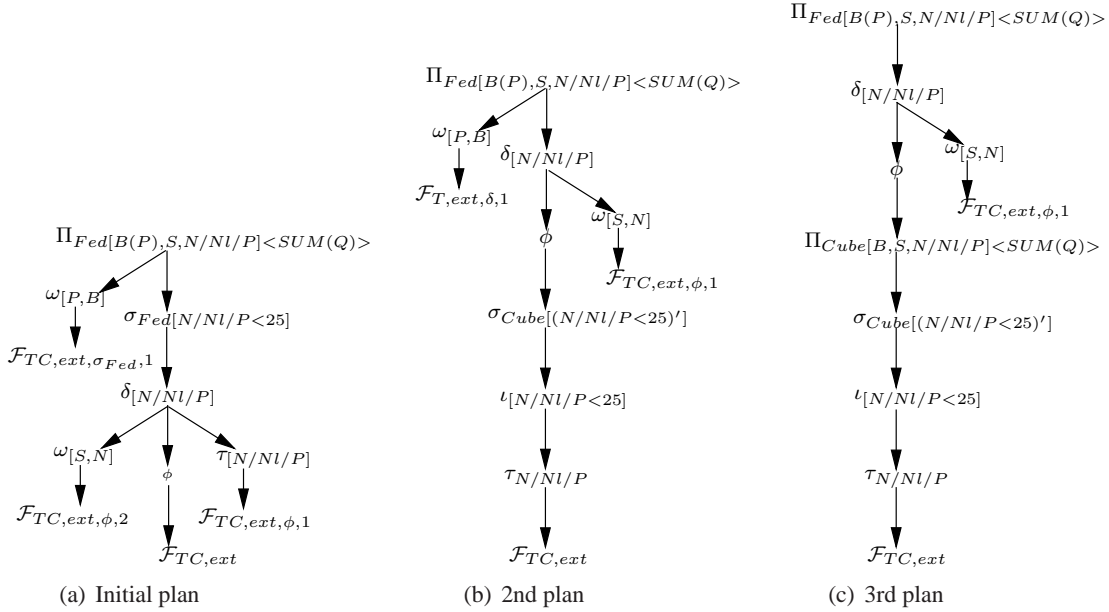 Π_{Fed[B(P),S,N/Nl/P]<SUM(Q)>}
ω_{[P,B]}
σ_{Fed[N/Nl/P<25]}
F_{TC,ext,σ_{Fed},1}
δ_{[N/Nl/P]}
ω_{[S,N]}
ϕ
τ_{[N/Nl/P]}
F_{TC,ext,ϕ,2}
F_{TC,ext,ϕ,1}
F_{TC,ext}
(a) Initial plan
Π_{Fed[B(P),S,N/Nl/P]<SUM(Q)>}
ω_{[P,B]}
δ_{[N/Nl/P]}
F_{T,ext,δ,1}
ω_{[S,N]}
ϕ
F_{TC,ext,ϕ,1}
σ_{Cube[(N/Nl/P<25)']}
ι_{[N/Nl/P<25]}
τ_{N/Nl/P}
F_{TC,ext}
(b) 2nd plan
Π_{Fed[B(P),S,N/Nl/P]<SUM(Q)>}
δ_{[N/Nl/P]}
ω_{[S,N]}
ϕ
F_{TC,ext,ϕ,1}
Π_{Cube[B,S,N/Nl/P]<SUM(Q)>}
σ_{Cube[(N/Nl/P<25)']}
ι_{[N/Nl/P<25]}
τ_{N/Nl/P}
F_{TC,ext}
(c) 3rd plan